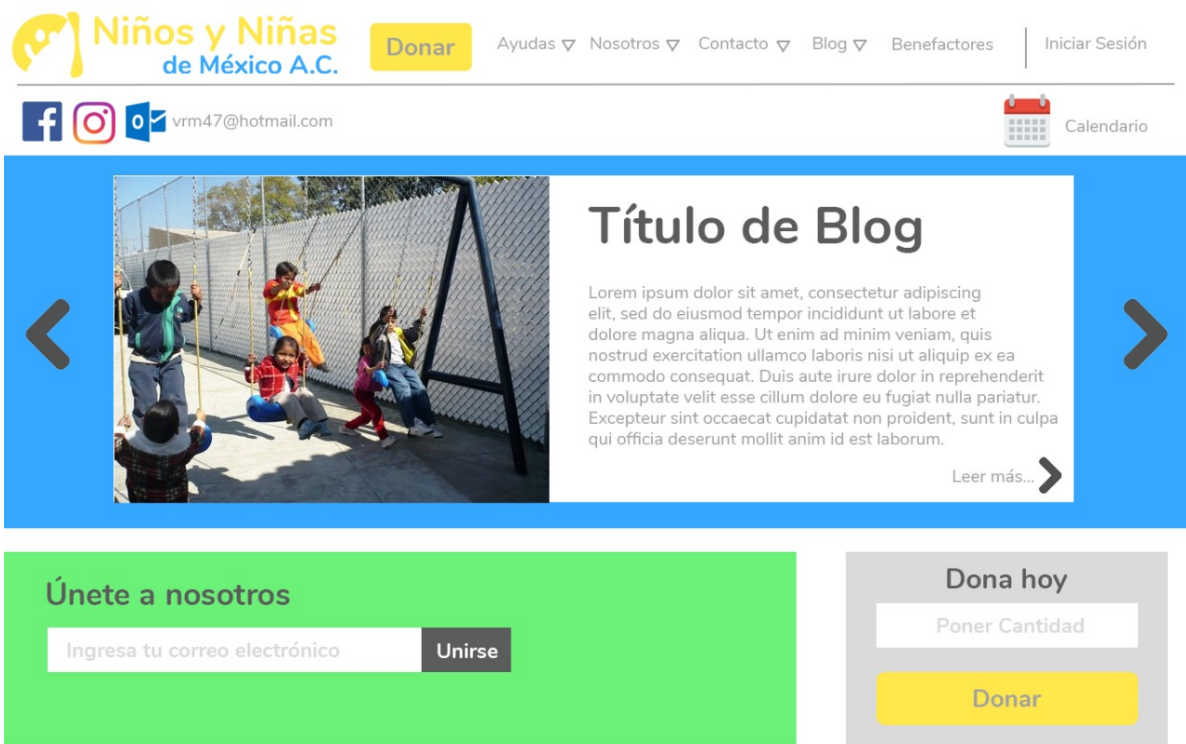 Niños y Niñas
de México A.C.
Donar
Ayudas
Nosotros
Contacto
Blog
Benefactores
Iniciar Sesión
vrm47@hotmail.com
Calendario
Título de Blog
Lorem ipsum dolor sit amet, consectetur adipiscing
elit, sed do eiusmod tempor incididunt ut labore et
dolore magna aliqua. Ut enim ad minim veniam, quis
nostrud exercitation ullamco laboris nisi ut aliquip ex ea
commodo consequat. Duis aute irure dolor in reprehenderit
in voluptate velit esse cillum dolore eu fugiat nulla pariatur.
Excepteur sint occaecat cupidatat non proident, sunt in culpa
qui officia deserunt mollit anim id est laborum.
Leer más...
Únete a nosotros
Ingresa tu correo electrónico
Unirse
Dona hoy
Poner Cantidad
Donar